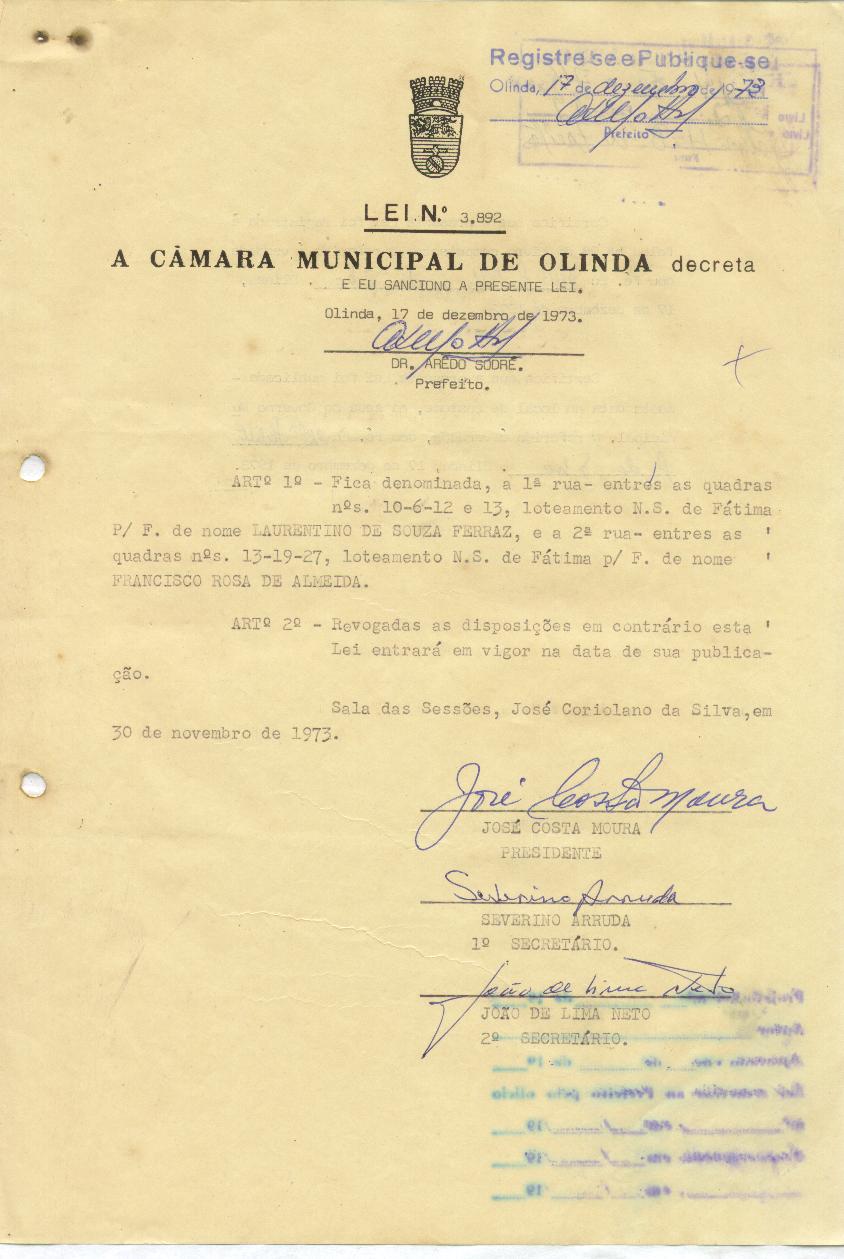 Registre se e Publique-se
Olinda, 17 de dezembro de 1973
Prefeito
LEI N.º 3.892
A CÂMARA MUNICIPAL DE OLINDA decreta
E EU SANCIONO A PRESENTE LEI.
Olinda, 17 de dezembro de 1973.
DR. AREDO SODRÉ.
Prefeito.
ARTº 1º - Fica denominada, a 1ª rua- entres as quadras
nºs. 10-6-12 e 13, loteamento N.S. de Fátima
P/ F. de nome LAURENTINO DE SOUZA FERRAZ, e a 2ª rua- entres as '
quadras nºs. 13-19-27, loteamento N.S. de Fátima p/ F. de nome '
FRANCISCO ROSA DE ALMEIDA.
ARTº 2º - Revogadas as disposições em contrário esta '
Lei entrará em vigor na data de sua publica-
ção.
Sala das Sessões, José Coriolano da Silva,em
30 de novembro de 1973.
José Costa Moura
JOSÉ COSTA MOURA
PRESIDENTE
Severino Arruda
SEVERINO ARRUDA
1º SECRETÁRIO.
João de Lima Neto
JOÃO DE LIMA NETO
2º SECRETÁRIO.